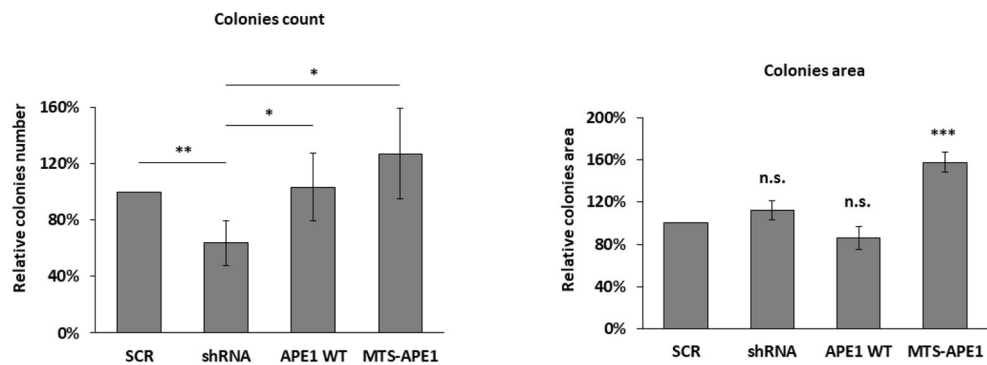 Colonies count
Relative colonies number
160%
120%
80%
40%
0%
**
*
*
SCR
shRNA
APE1 WT
MTS-APE1
Colonies area
Relative colonies area
200%
160%
120%
80%
40%
0%
n.s.
n.s.
***
SCR
shRNA
APE1 WT
MTS-APE1